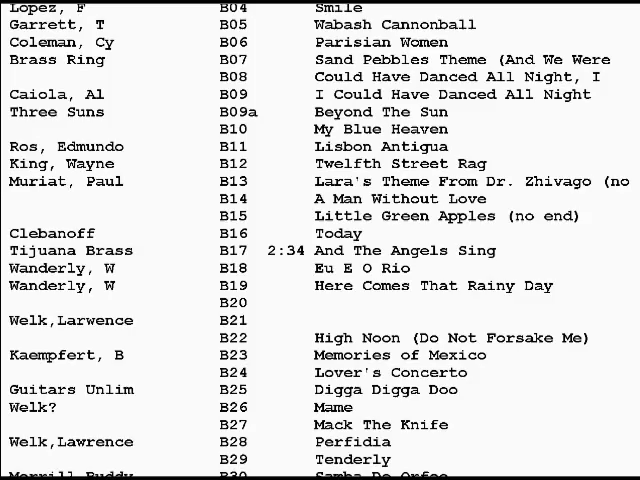 Lopez, F B04 Smile
Garrett, T B05 Wabash Cannonball
Coleman, Cy B06 Parisian Women
Brass Ring B07 Sand Pebbles Theme (And We Were
B08 Could Have Danced All Night, I
Caiola, Al B09 I Could Have Danced All Night
Three Suns B09a Beyond The Sun
B10 My Blue Heaven
Ros, Edmundo B11 Lisbon Antigua
King, Wayne B12 Twelfth Street Rag
Muriat, Paul B13 Lara's Theme From Dr. Zhivago (no
B14 A Man Without Love
B15 Little Green Apples (no end)
Clebanoff B16 Today
Tijuana Brass B17 2:34 And The Angels Sing
Wanderly, W B18 Eu E O Rio
Wanderly, W B19 Here Comes That Rainy Day
B20
Welk,Larwence B21
B22 High Noon (Do Not Forsake Me)
Kaempfert, B B23 Memories of Mexico
B24 Lover's Concerto
Guitars Unlim B25 Digga Digga Doo
Welk? B26 Mame
B27 Mack The Knife
Welk,Lawrence B28 Perfidia
B29 Tenderly
Merrill Buddy B30 Samba De Orfeo